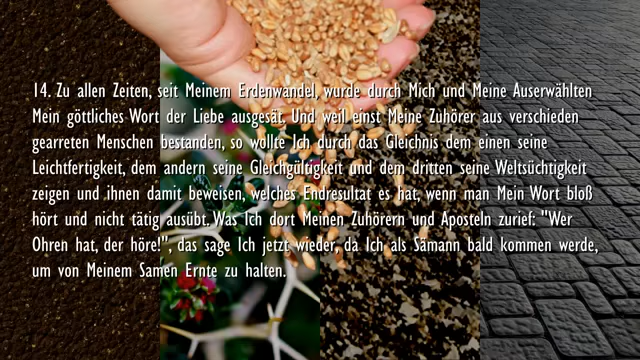 14. Zu allen Zeiten, seit Meinem Erdenwandel, wurde durch Mich und Meine Auserwählten
Mein göttliches Wort der Liebe ausgesät. Und weil einst Meine Zuhörer aus verschieden
gearreten Menschen bestanden, so wollte Ich durch das Gleichnis dem einen seine
Leichtfertigkeit, dem andern seine Gleichgültigkeit und dem dritten seine Weltsüchtigkeit
zeigen und ihnen damit beweisen, welches Endresultat es hat, wenn man Mein Wort bloß
hört und nicht tätig ausübt. Was Ich dort Meinen Zuhörern und Aposteln zurief: "Wer
Ohren hat, der höre!", das sage Ich jetzt wieder, da Ich als Sämann bald kommen werde,
um von Meinem Samen Ernte zu halten.